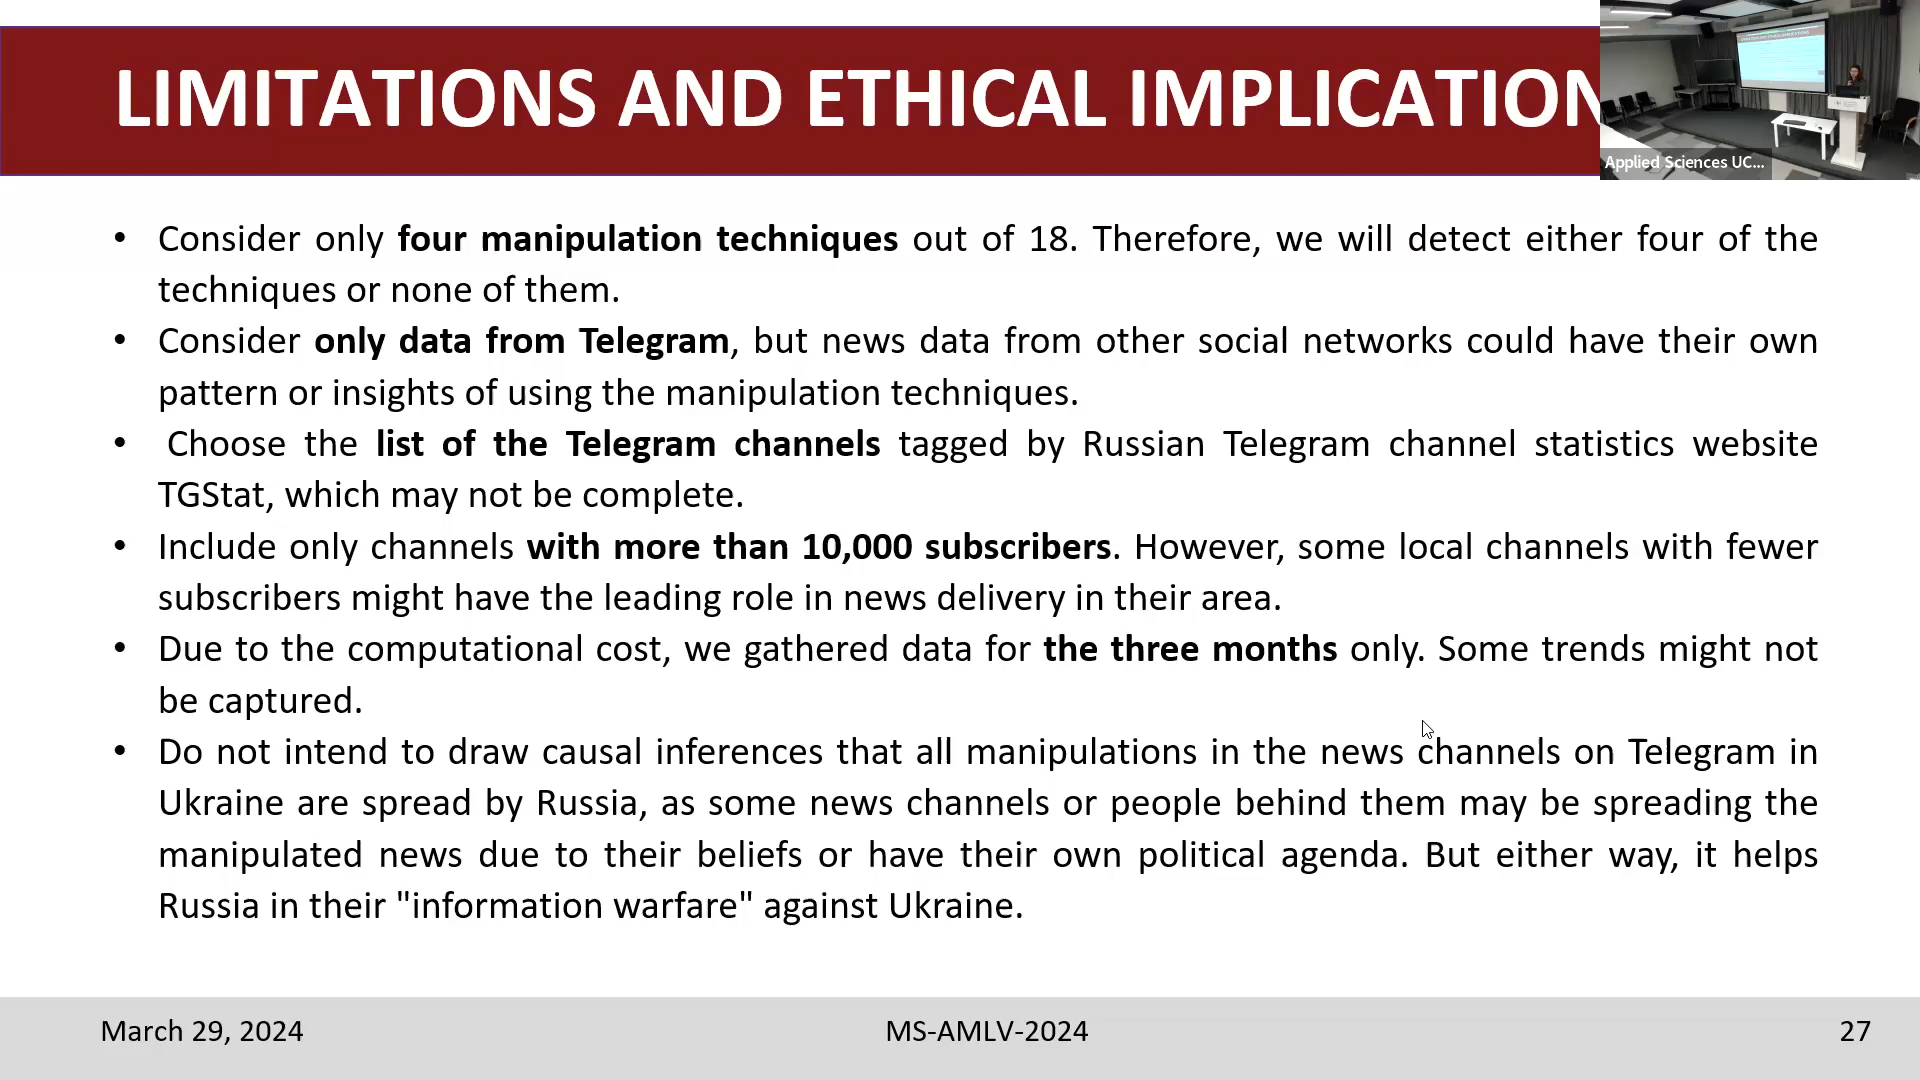 LIMITATIONS AND ETHICAL IMPLICATION
Applied Sciences UC...
• Consider only four manipulation techniques out of 18. Therefore, we will detect either four of the
techniques or none of them.
• Consider only data from Telegram, but news data from other social networks could have their own
pattern or insights of using the manipulation techniques.
• Choose the list of the Telegram channels tagged by Russian Telegram channel statistics website
TGStat, which may not be complete.
• Include only channels with more than 10,000 subscribers. However, some local channels with fewer
subscribers might have the leading role in news delivery in their area.
• Due to the computational cost, we gathered data for the three months only. Some trends might not
be captured.
• Do not intend to draw causal inferences that all manipulations in the news channels on Telegram in
Ukraine are spread by Russia, as some news channels or people behind them may be spreading the
manipulated news due to their beliefs or have their own political agenda. But either way, it helps
Russia in their "information warfare" against Ukraine.
March 29, 2024
MS-AMLV-2024
27